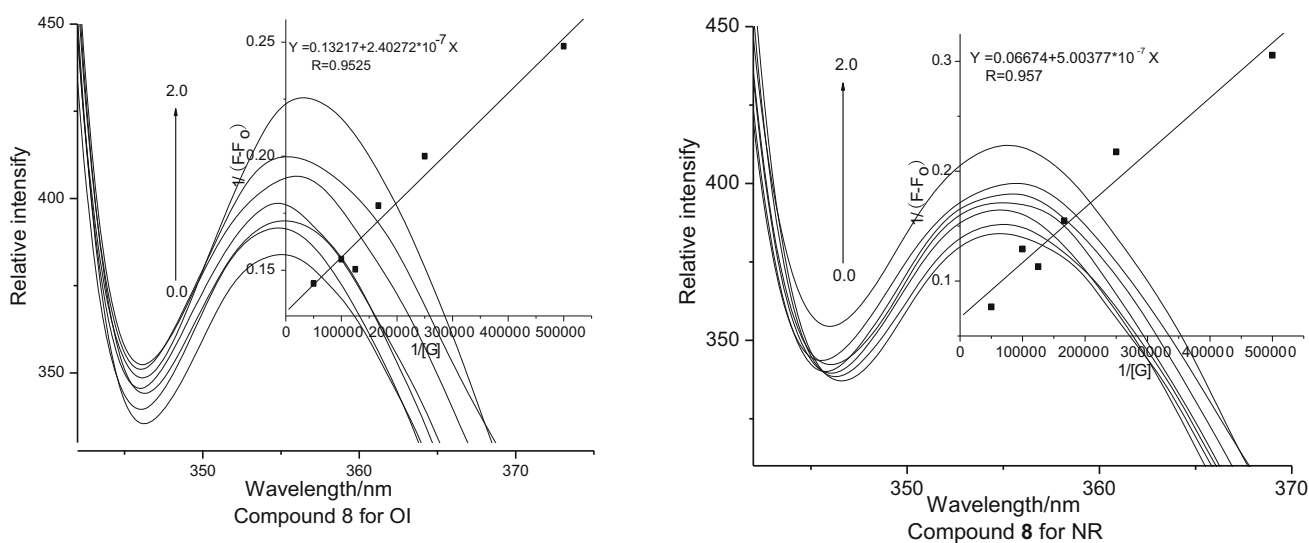 450
400
350
Relative intensify
2.0
0.0
0.25
0.20
0.15
1/(F-Fo)
Y =0.13217+2.40272*10-7 X
R=0.9525
0 100000 200000 300000 400000 500000
1/[G]
350 360 370
Wavelength/nm
Compound 8 for OI
450
400
350
Relative intensify
2.0
0.0
0.3
0.2
0.1
1/(F-Fo)
Y =0.06674+5.00377*10 -7 X
R=0.957
0 100000 200000 300000 400000 500000
1/[G]
350 360 370
Wavelength/nm
Compound 8 for NR